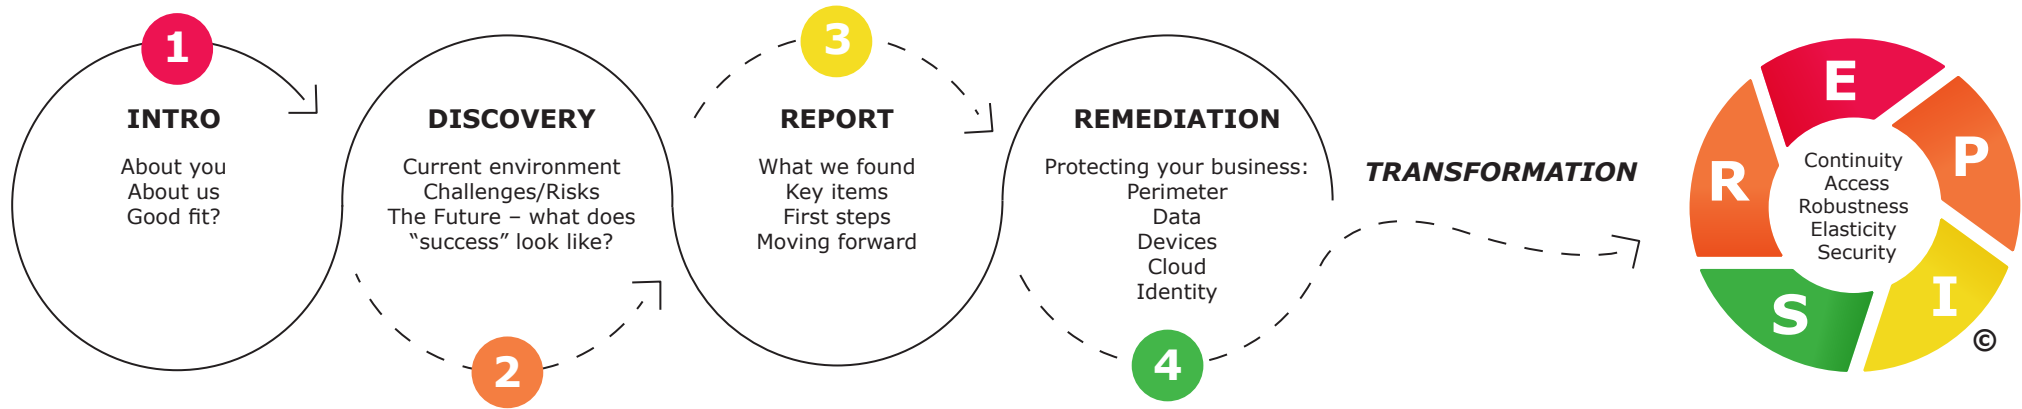 1
INTRO
About you
About us
Good fit?
DISCOVERY
Current environment
Challenges/Risks
The Future – what does
“success” look like?
2
3
REPORT
What we found
Key items
First steps
Moving forward
REMEDIATION
Protecting your business:
Perimeter
Data
Devices
Cloud
Identity
4
TRANSFORMATION
E
P
I
S
R
Continuity
Access
Robustness
Elasticity
Security
©